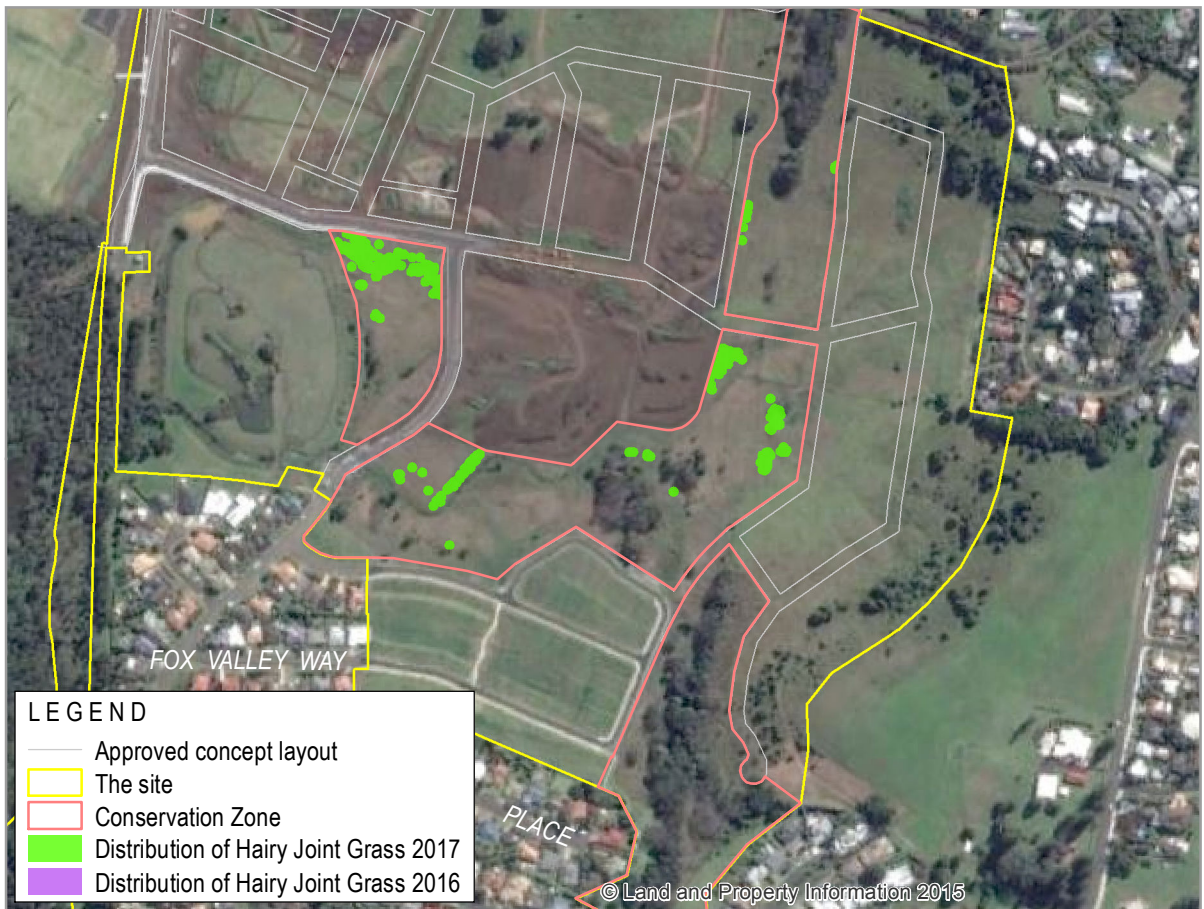 FOX VALLEY WAY
LEGEND
Approved concept layout
The site
Conservation Zone
Distribution of Hairy Joint Grass 2017
Distribution of Hairy Joint Grass 2016
PLACE
© Land and Property Information 2015